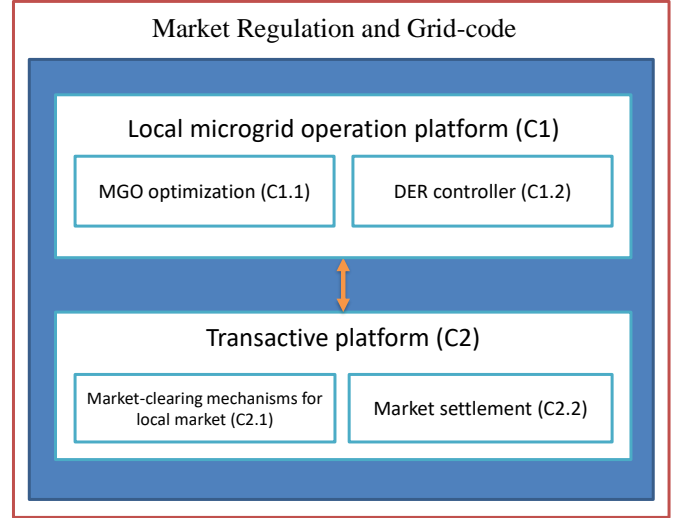 Market Regulation and Grid-code
Local microgrid operation platform (C1)
MGO optimization (C1.1)
DER controller (C1.2)
Transactive platform (C2)
Market-clearing mechanisms for
local market (C2.1)
Market settlement (C2.2)